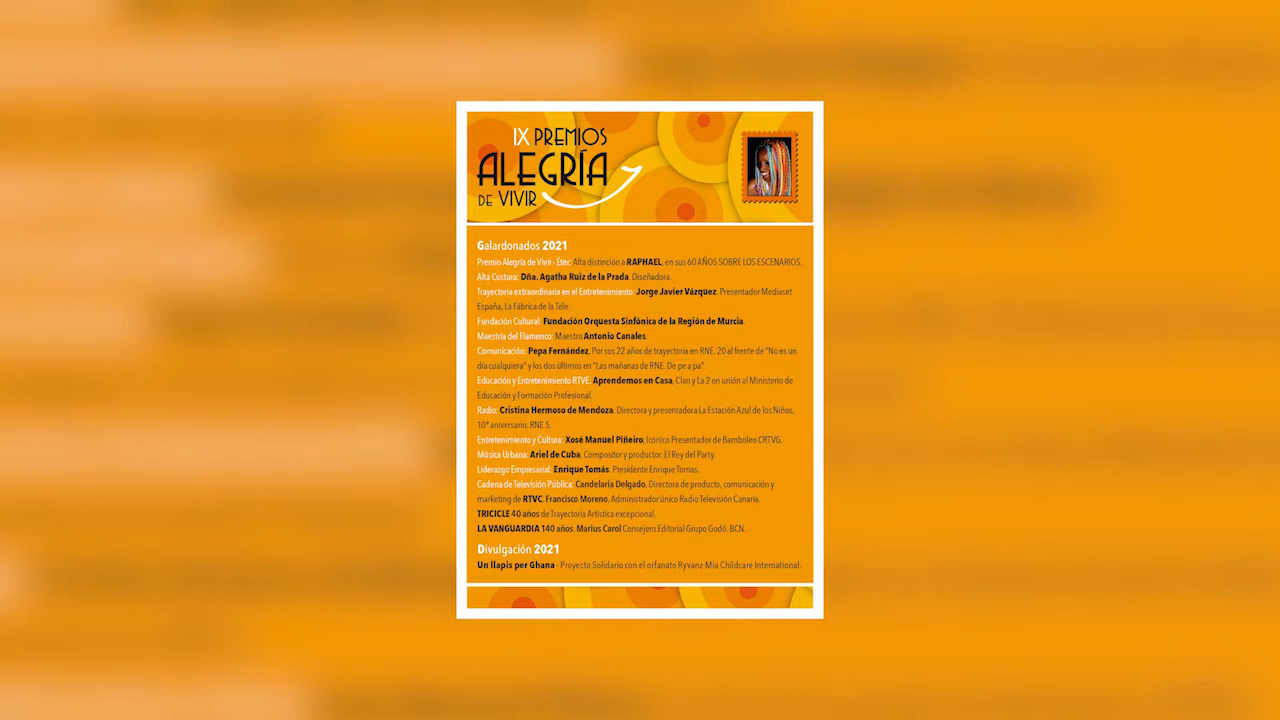 IX PREMIOS
ALEGRÍA
DE VIVIR
Galardonados 2021
Premio Alegría de Vivir - Étec: Alta distinción a RAPHAEL, en sus 60 AÑOS SOBRE LOS ESCENARIOS.
Alta Costura: Dña. Agatha Ruiz de la Prada. Diseñadora.
Trayectoria extraordinaria en el Entretenimiento: Jorge Javier Vázquez. Presentador Mediaset
España, La Fábrica de la Tele.
Fundación Cultural: Fundación Orquesta Sinfónica de la Región de Murcia.
Maestría del Flamenco: Maestro Antonio Canales.
Comunicación: Pepa Fernández, Por sus 22 años de trayectoria en RNE. 20 al frente de "No es un
día cualquiera" y los dos últimos en "Las mañanas de RNE. De pe a pa".
Educación y Entretenimiento RTVE: Aprendemos en Casa, Clan y La 2 en unión al Ministerio de
Educación y Formación Profesional.
Radio: Cristina Hermoso de Mendoza. Directora y presentadora La Estación Azul de los Niños,
10º aniversario. RNE 5.
Entretenimiento y Cultura: Xosé Manuel Piñeiro, Icónico Presentador de Bamboleo CRTVG.
Música Urbana: Ariel de Cuba. Compositor y productor. El Rey del Party.
Liderazgo Empresarial: Enrique Tomás. Presidente Enrique Tomas.
Cadena de Televisión Pública: Candelaria Delgado, Directora de producto, comunicación y
marketing de RTVC. Francisco Moreno, Administrador único Radio Televisión Canaria.
TRICICLE 40 años de Trayectoria Artística excepcional.
LA VANGUARDIA 140 años. Marius Carol Consejero Editorial Grupo Godó. BCN.
Divulgación 2021
Un llapis per Ghana - Proyecto Solidario con el orfanato Ryvanz-Mia Childcare International.